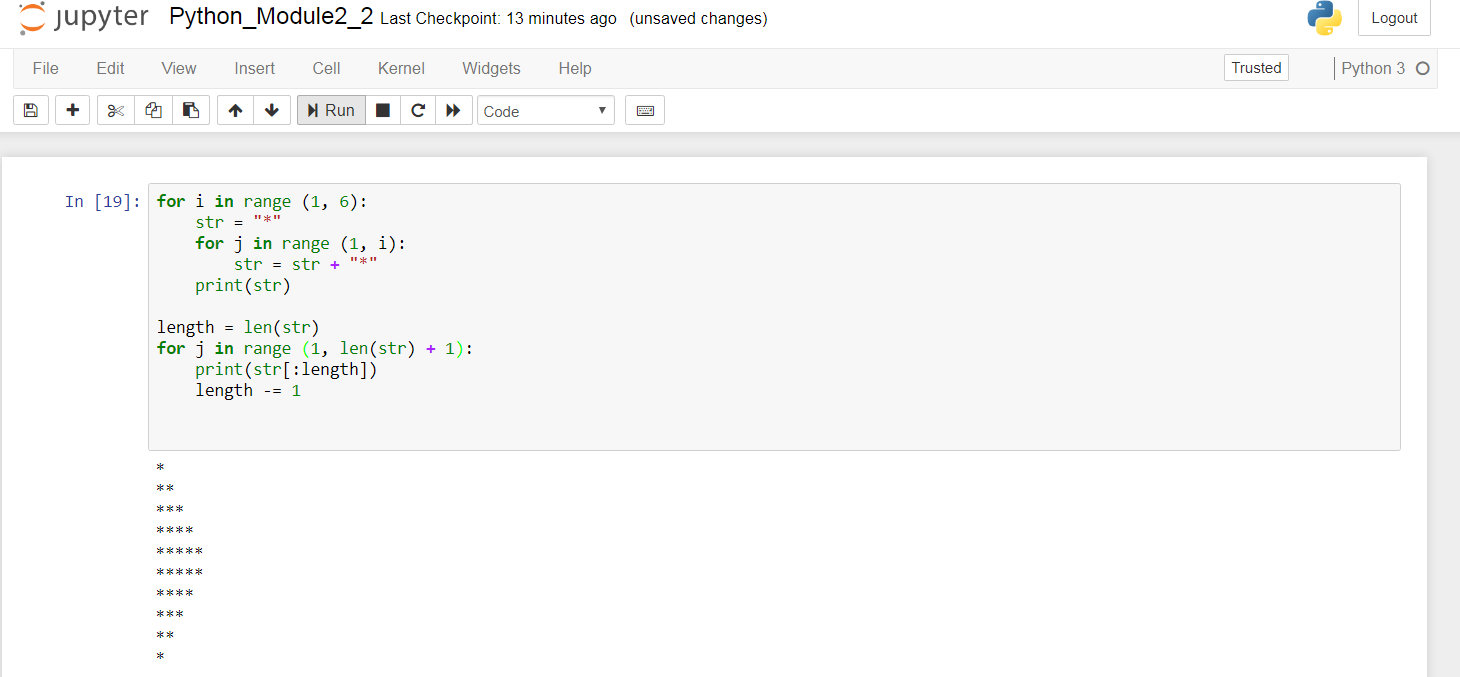 jupyter Python_Module2_2 Last Checkpoint: 13 minutes ago (unsaved changes) Logout
File Edit View Insert Cell Kernel Widgets Help Trusted Python 3
Run Code
In [19]: for i in range (1, 6):
    str = "*"
    for j in range (1, i):
        str = str + "*"
    print(str)
length = len(str)
for j in range (1, len(str) + 1):
    print(str[:length])
    length -= 1
*
**
***
****
*****
*****
****
***
**
*